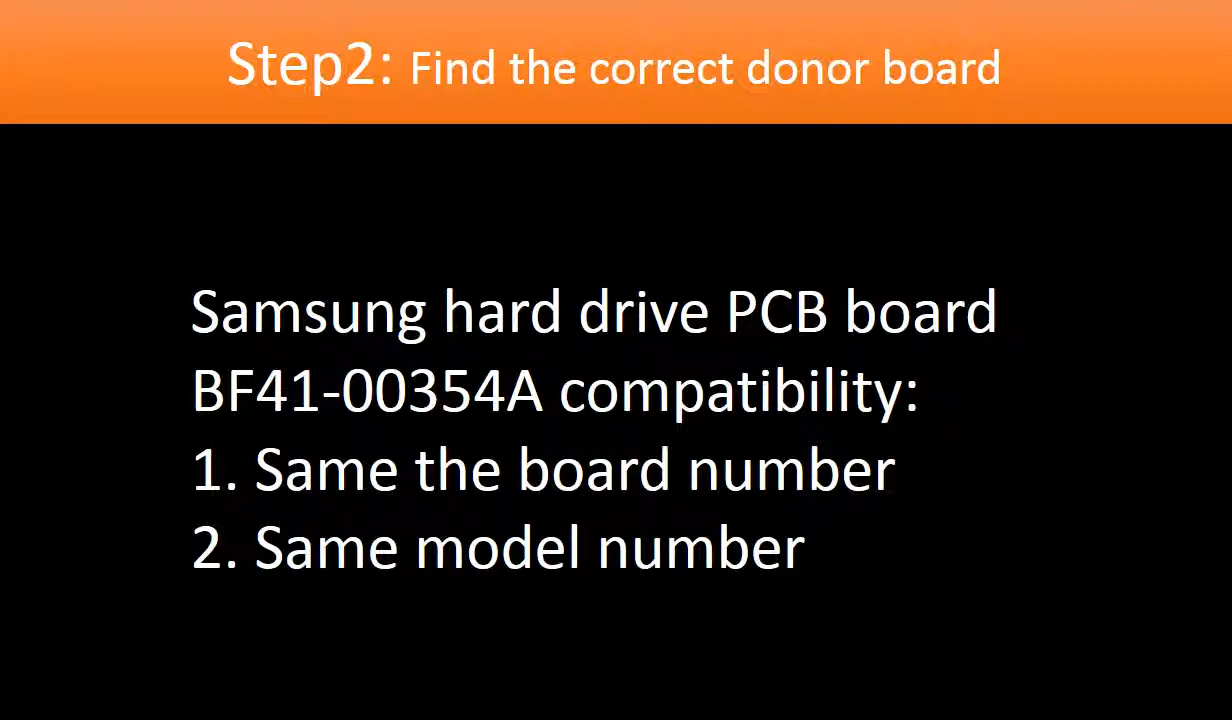 Step2: Find the correct donor board
Samsung hard drive PCB board
BF41-00354A compatibility:
1. Same the board number
2. Same model number